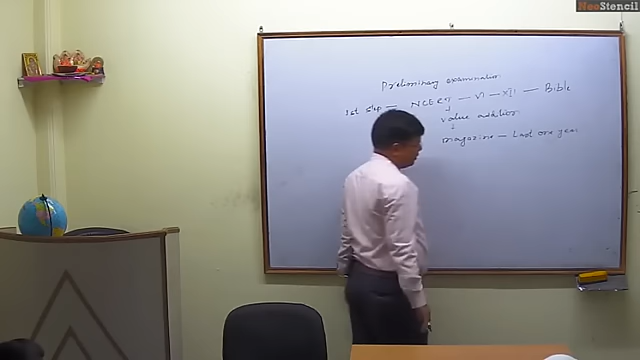 NeoStencil
Preliminary examination
1st step — NCERT — VI — XII — Bible
value addition
magazine — Last one year